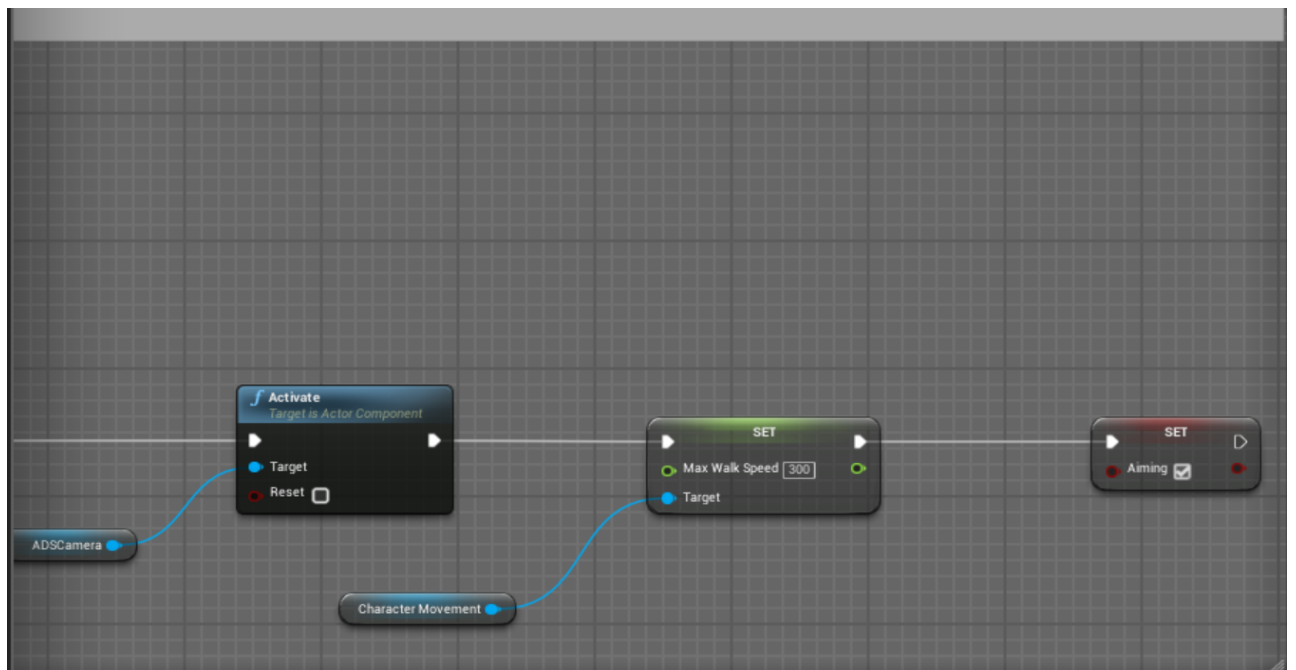 Activate
Target is Actor Component
Target
Reset
ADSCamera
SET
Max Walk Speed 300
Target
Character Movement
SET
Aiming